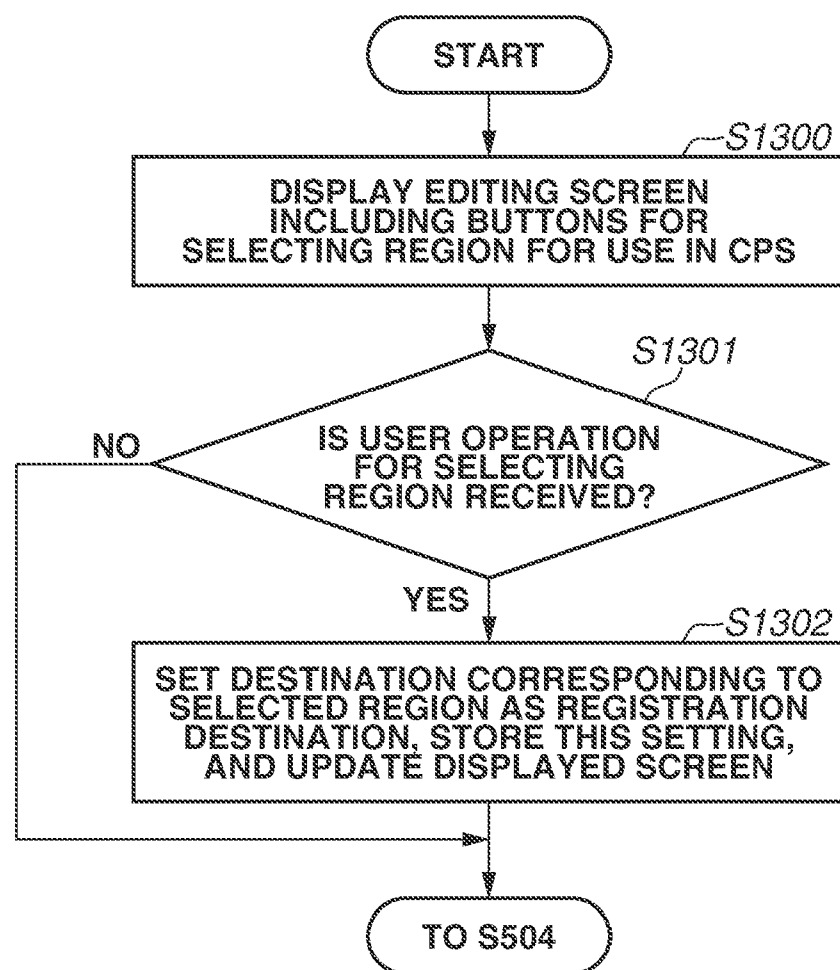 START
S1300
DISPLAY EDITING SCREEN
INCLUDING BUTTONS FOR
SELECTING REGION FOR USE IN CPS
S1301
IS USER OPERATION
FOR SELECTING
REGION RECEIVED?
NO
YES
S1302
SET DESTINATION CORRESPONDING TO
SELECTED REGION AS REGISTRATION
DESTINATION, STORE THIS SETTING,
AND UPDATE DISPLAYED SCREEN
TO S504